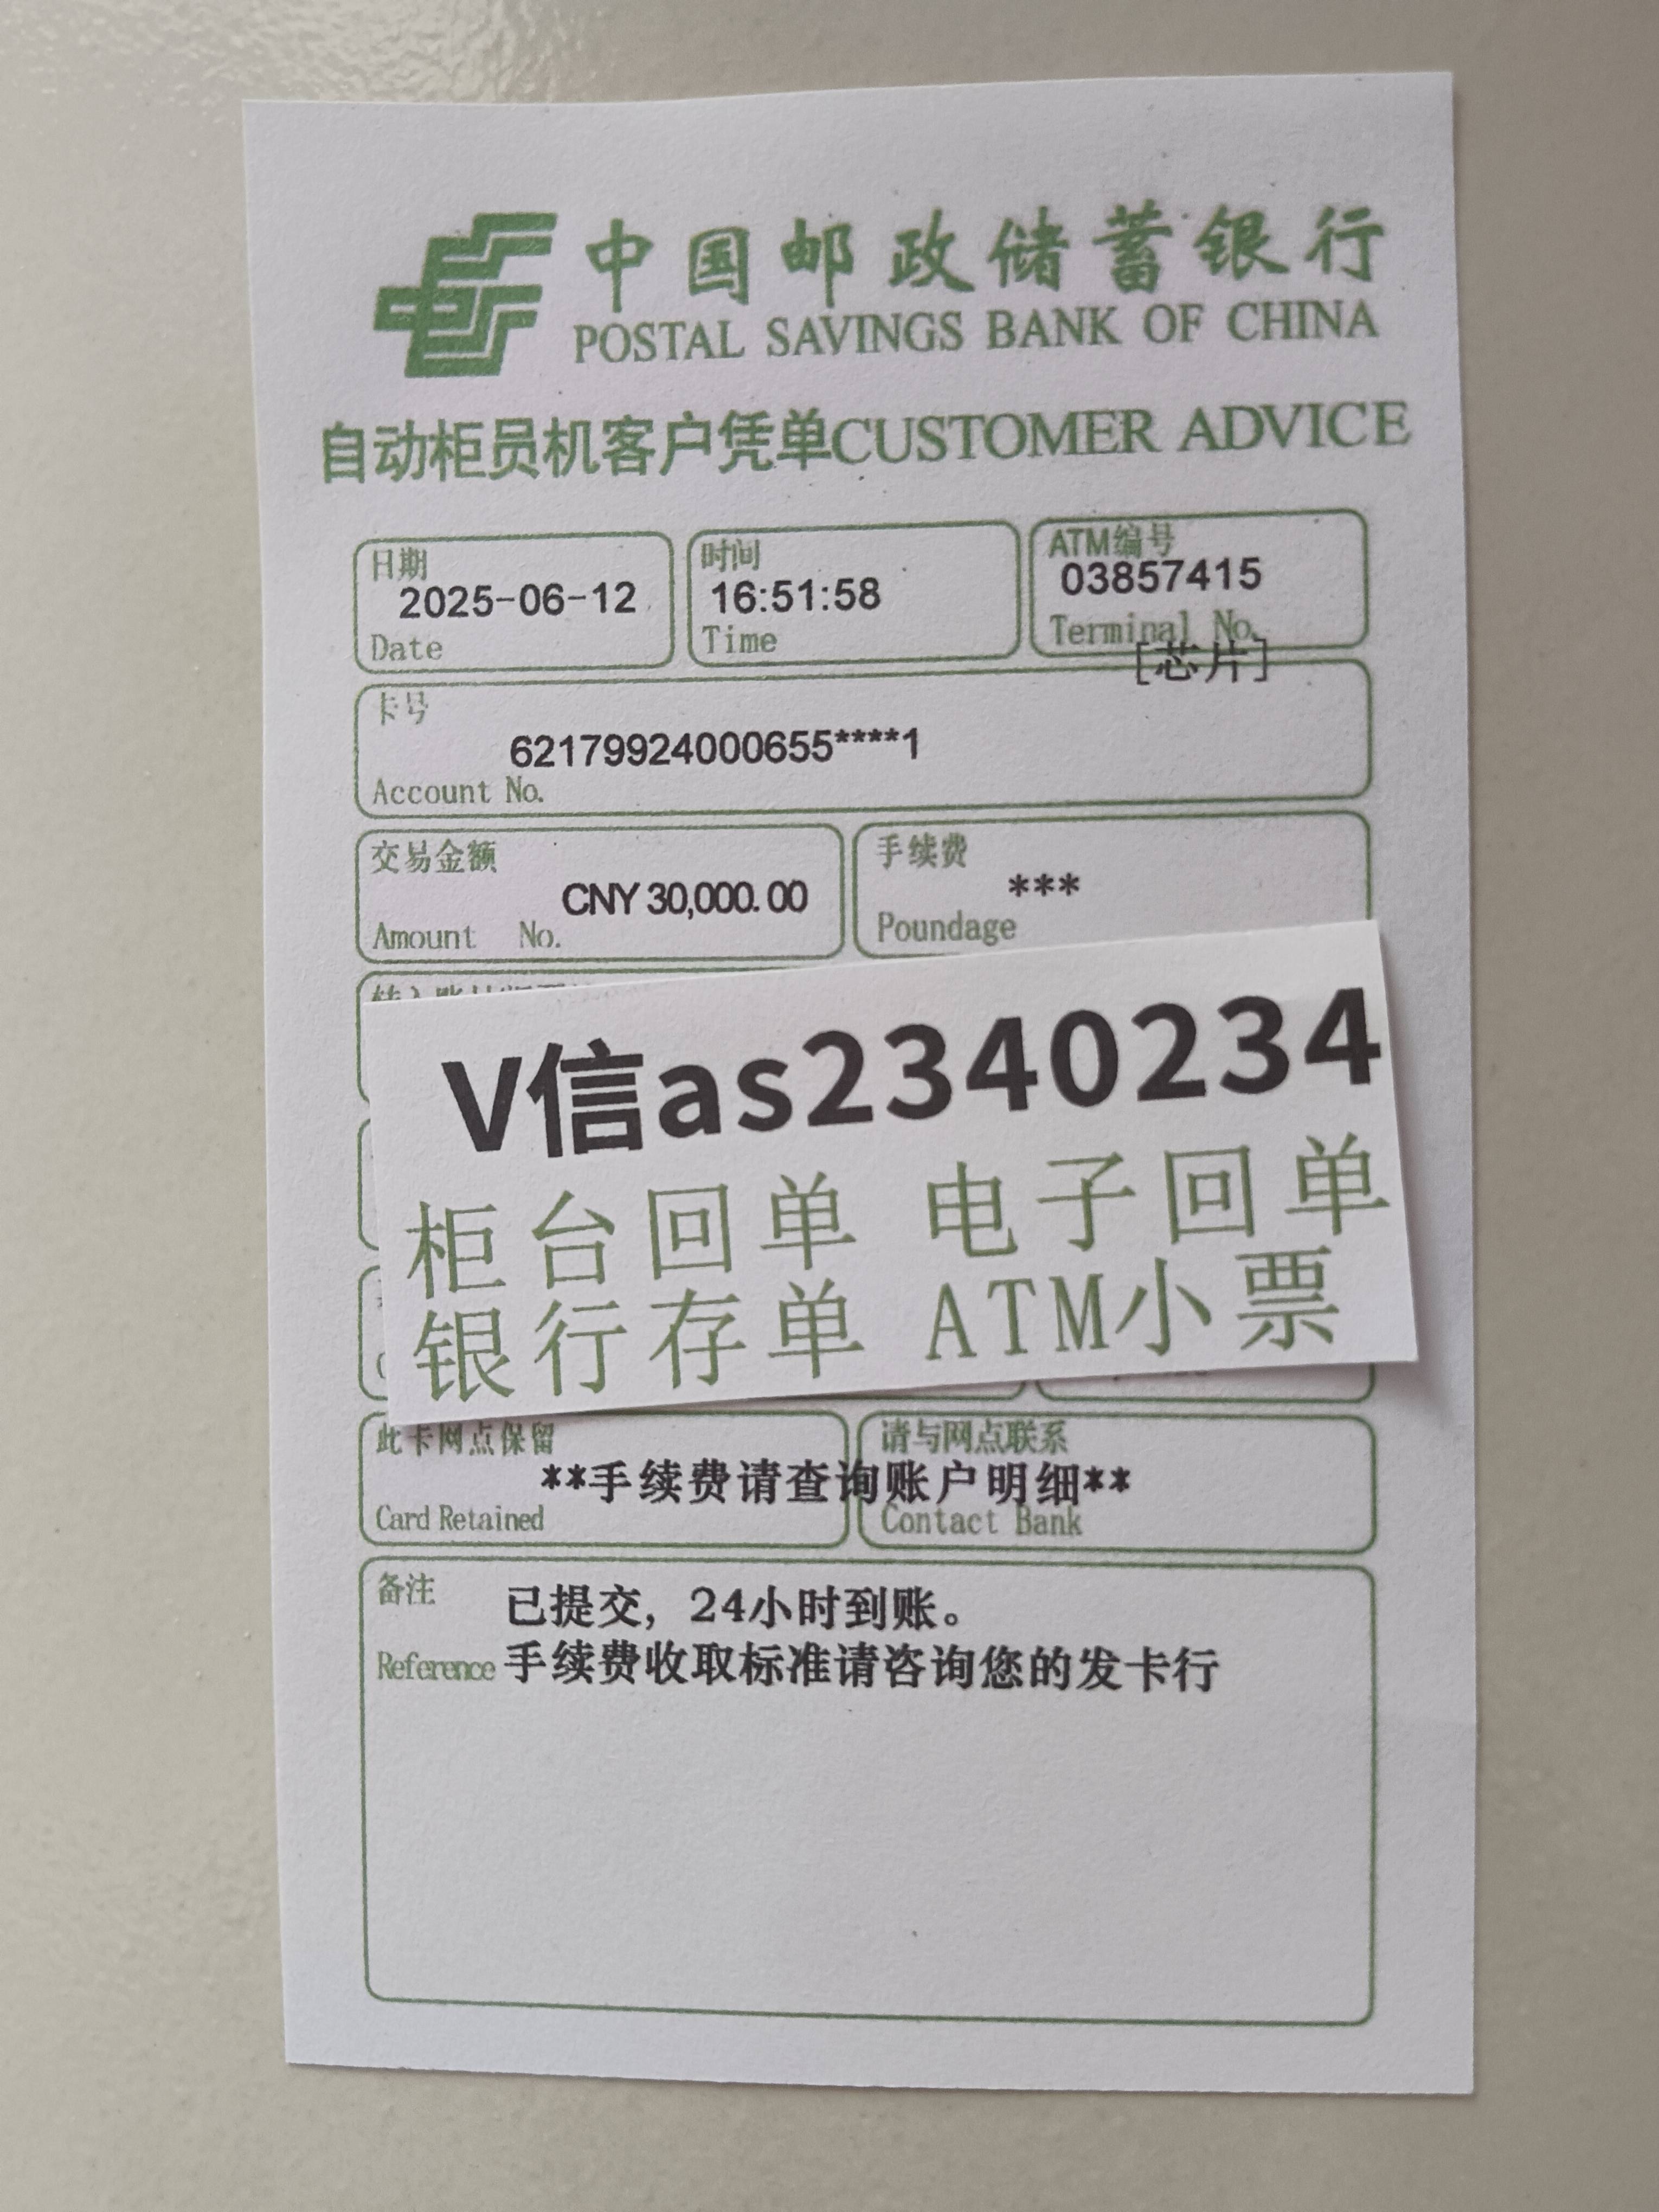 中国邮政储蓄银行
POSTAL SAVINGS BANK OF CHINA
自动柜员机客户凭单CUSTOMER ADVICE
日期
2025-06-12
Date
时间
16:51:58
Time
ATM编号
03857415
Terminal No.
[芯片]
卡号
62179924000655****1
Account No.
交易金额
CNY 30,000.00
Amount No.
手续费
***
Poundage
V信as2340234
柜台回单 电子回单
银行存单 ATM小票
此卡网点保留
请与网点联系
**手续费请查询账户明细**
Card Retained
Contact Bank
备注
已提交，24小时到账。
Reference 手续费收取标准请咨询您的发卡行